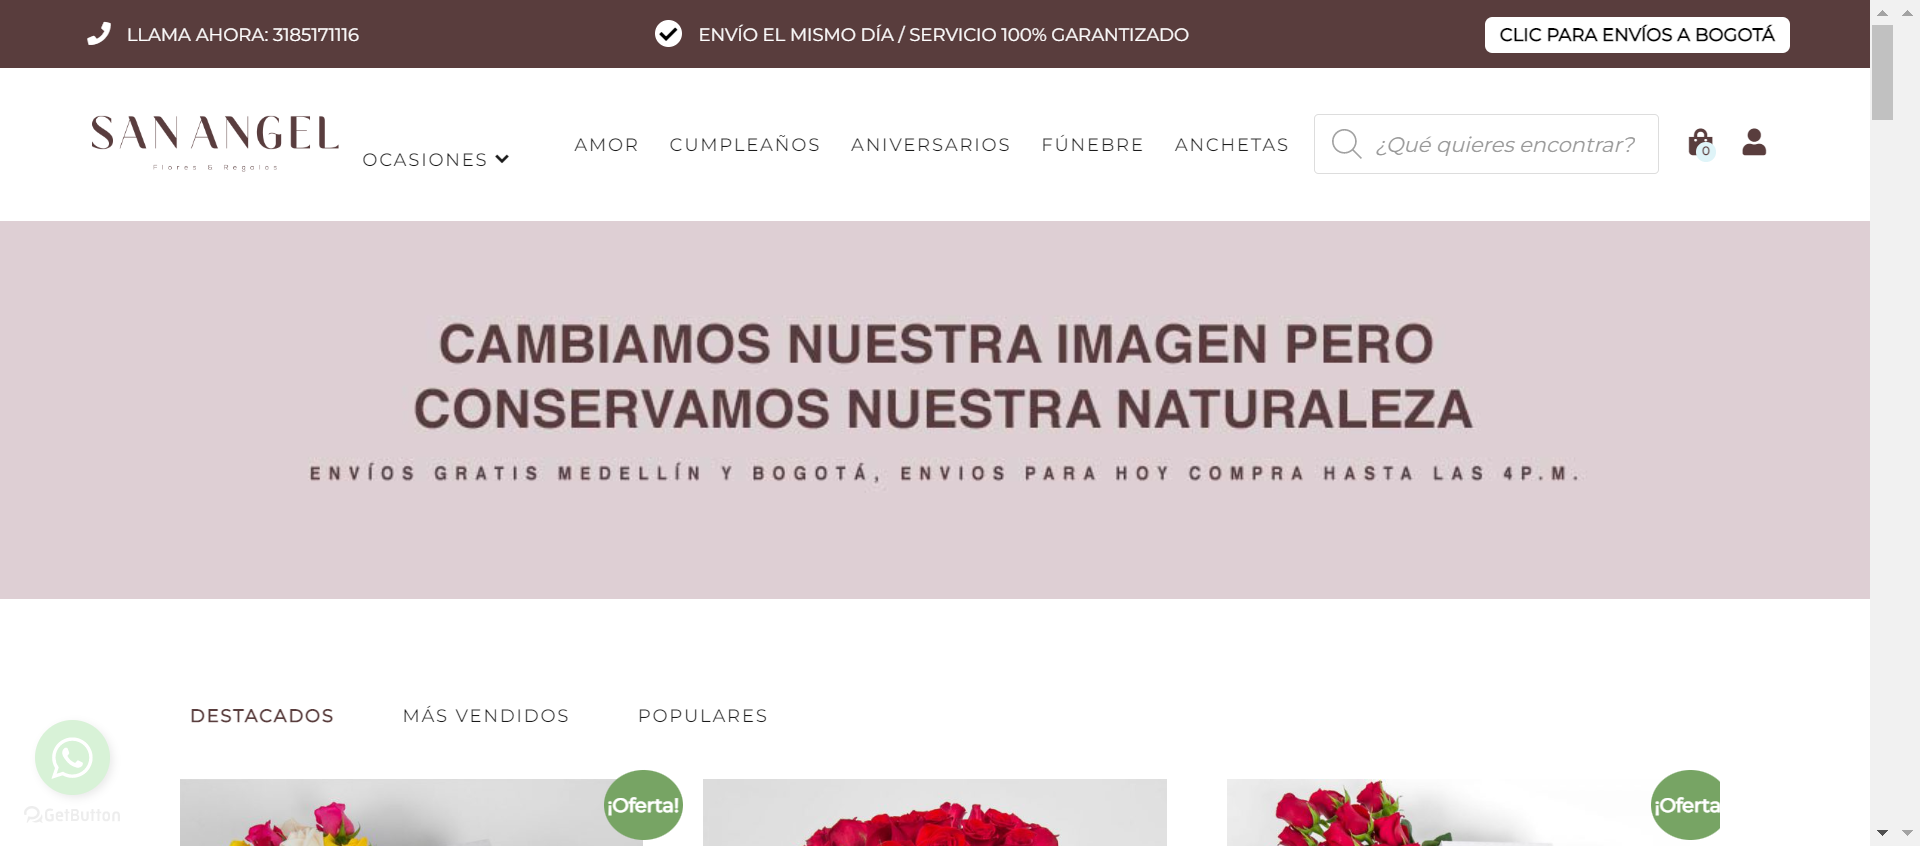 LLAMA AHORA: 3185171116
ENVÍO EL MISMO DÍA / SERVICIO 100% GARANTIZADO
CLIC PARA ENVÍOS A BOGOTÁ
SAN ANGEL
Flores & Regalos
OCASIONES
AMOR
CUMPLEAÑOS
ANIVERSARIOS
FÚNEBRE
ANCHETAS
¿Qué quieres encontrar?
0
CAMBIAMOS NUESTRA IMAGEN PERO
CONSERVAMOS NUESTRA NATURALEZA
ENVÍOS GRATIS MEDELLÍN Y BOGOTÁ, ENVIOS PARA HOY COMPRA HASTA LAS 4P.M.
DESTACADOS
MÁS VENDIDOS
POPULARES
GetButton
¡Oferta!
¡Oferta